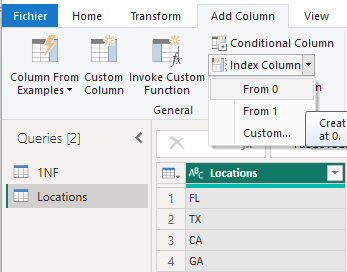 Fichier Home Transform Add Column View
Conditional Column
Column From Examples
Custom Column
Invoke Custom Function
Index Column
General
From 0
From 1
Custom...
Creat
at 0.
Queries [2]
1NF
Locations
fx
ABC Locations
1 FL
2 TX
3 CA
4 GA